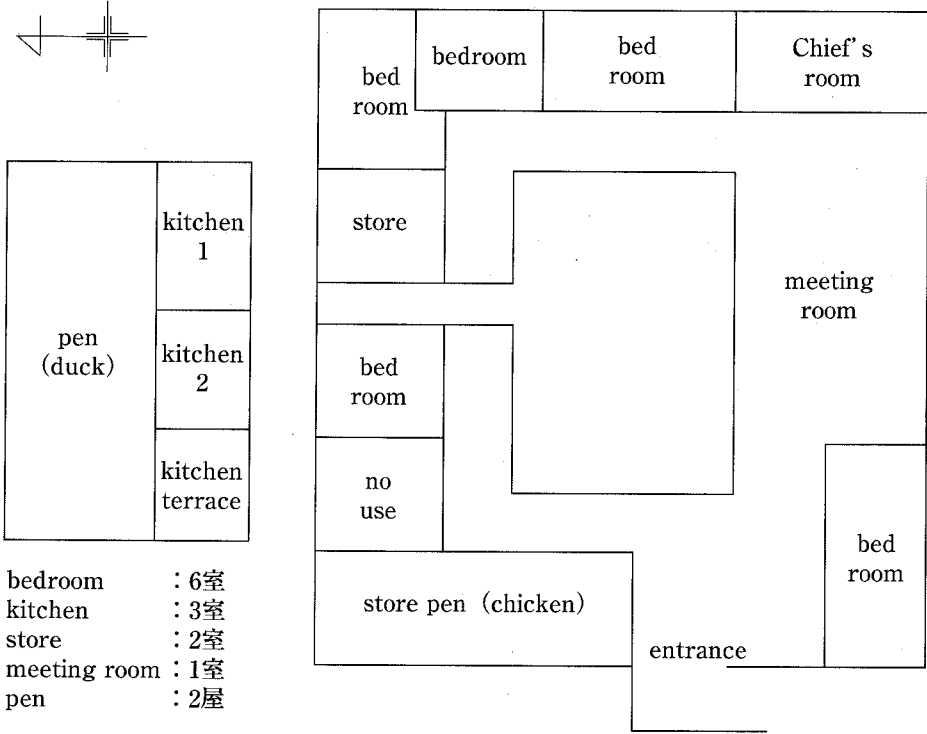 bed
room
bedroom
bed
room
Chief's
room
store
meeting
room
bed
room
no
use
store pen (chicken)
entrance
bed
room
pen
(duck)
kitchen
1
kitchen
2
kitchen
terrace
bedroom : 6室
kitchen : 3室
store : 2室
meeting room : 1室
pen : 2屋